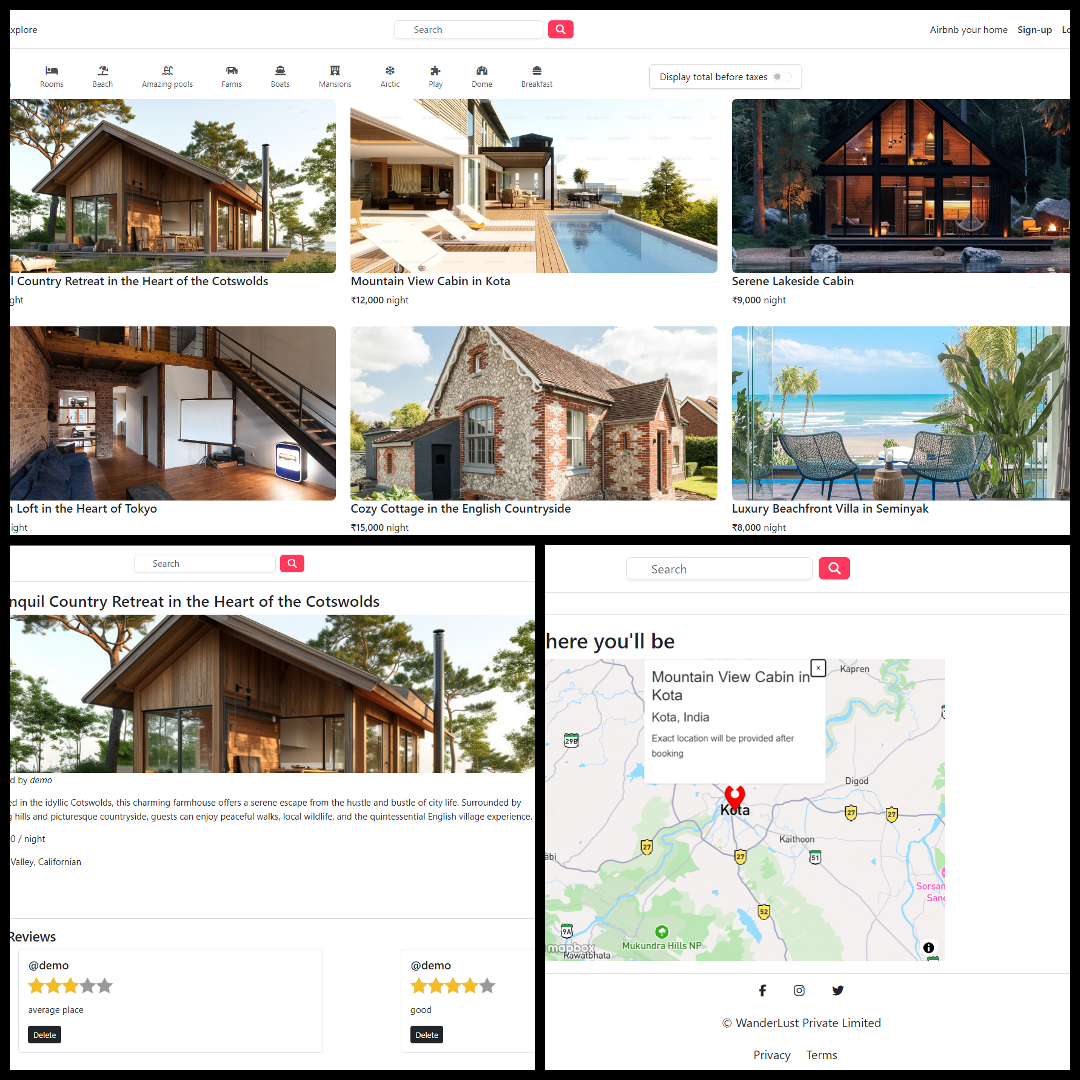 xplore
Search
Airbnb your home
Sign-up
Lo
Rooms
Beach
Amazing pools
Farms
Boats
Mansions
Arctic
Play
Dome
Breakfast
Display total before taxes
l Country Retreat in the Heart of the Cotswolds
ght
Mountain View Cabin in Kota
₹12,000 night
Serene Lakeside Cabin
₹9,000 night
n Loft in the Heart of Tokyo
ight
Cozy Cottage in the English Countryside
₹15,000 night
Luxury Beachfront Villa in Seminyak
₹8,000 night
Search
nquil Country Retreat in the Heart of the Cotswolds
d by demo
ed in the idyllic Cotswolds, this charming farmhouse offers a serene escape from the hustle and bustle of city life. Surrounded by
g hills and picturesque countryside, guests can enjoy peaceful walks, local wildlife, and the quintessential English village experience.
0 / night
Valley, Californian
Reviews
@demo
average place
Delete
@demo
good
Delete
Search
here you'll be
Mountain View Cabin in
Kota
Kota, India
Exact location will be provided after
booking
×
Kapren
29B
Digod
Kota
27
27
Kaithoon
27
51
27
abi
Sorsan
Sanc
52
9A
Mukundra Hills NP
mapbox
Rawatbhata
© WanderLust Private Limited
Privacy
Terms